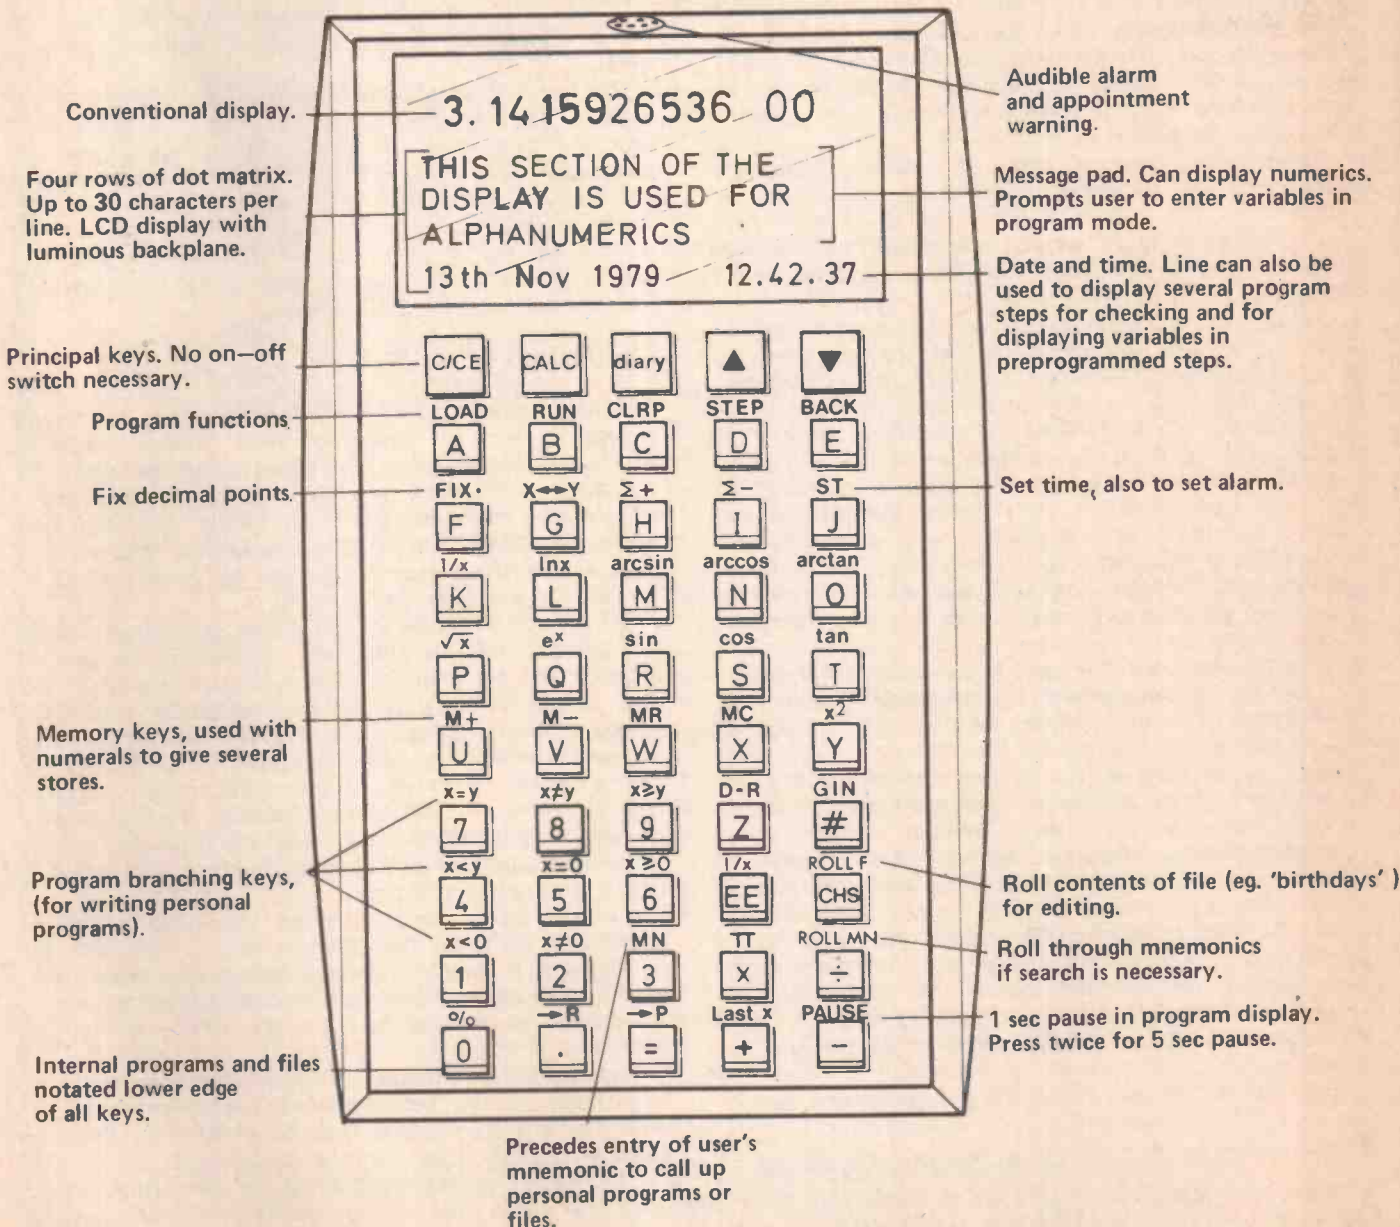 Conventional display.
Four rows of dot matrix.
Up to 30 characters per
line. LCD display with
luminous backplane.
Principal keys. No on–off
switch necessary.
Program functions.
Fix decimal points.
Memory keys, used with
numerals to give several
stores.
Program branching keys,
(for writing personal
programs).
Internal programs and files
notated lower edge
of all keys.
3.1415926536 00
THIS SECTION OF THE
DISPLAY IS USED FOR
ALPHANUMERICS
13th Nov 1979 12.42.37
C/CE CALC diary ▲ ▼
LOAD RUN CLRP STEP BACK
A B C D E
FIX· X↔Y Σ+ Σ− ST
F G H I J
1/x lnx arcsin arccos arctan
K L M N O
√x eˣ sin cos tan
P Q R S T
M+ M− MR MC x²
U V W X Y
x=y x≠y x≥y D-R GIN
7 8 9 Z #
x<y x=0 x≥0 1/x ROLL F
4 5 6 EE CHS
x<0 x≠0 MN π ROLL MN
1 2 3 x ÷
% →R →P Last x PAUSE
0 . = + −
Audible alarm
and appointment
warning.
Message pad. Can display numerics.
Prompts user to enter variables in
program mode.
Date and time. Line can also be
used to display several program
steps for checking and for
displaying variables in
preprogrammed steps.
Set time, also to set alarm.
Roll contents of file (eg. 'birthdays' )
for editing.
Roll through mnemonics
if search is necessary.
1 sec pause in program display.
Press twice for 5 sec pause.
Precedes entry of user's
mnemonic to call up
personal programs or
files.